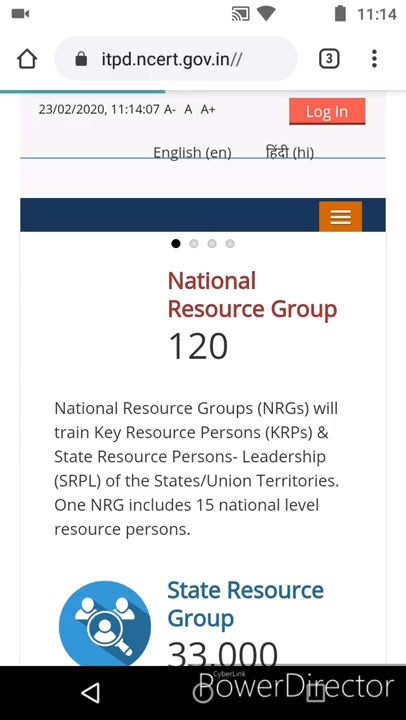 11:14
itpd.ncert.gov.in//
3
23/02/2020, 11:14:07 A- A A+
Log In
English (en) हिंदी (hi)
National
Resource Group
120
National Resource Groups (NRGs) will
train Key Resource Persons (KRPs) &
State Resource Persons- Leadership
(SRPL) of the States/Union Territories.
One NRG includes 15 national level
resource persons.
State Resource
Group
33,000
CyberLink
PowerDirector